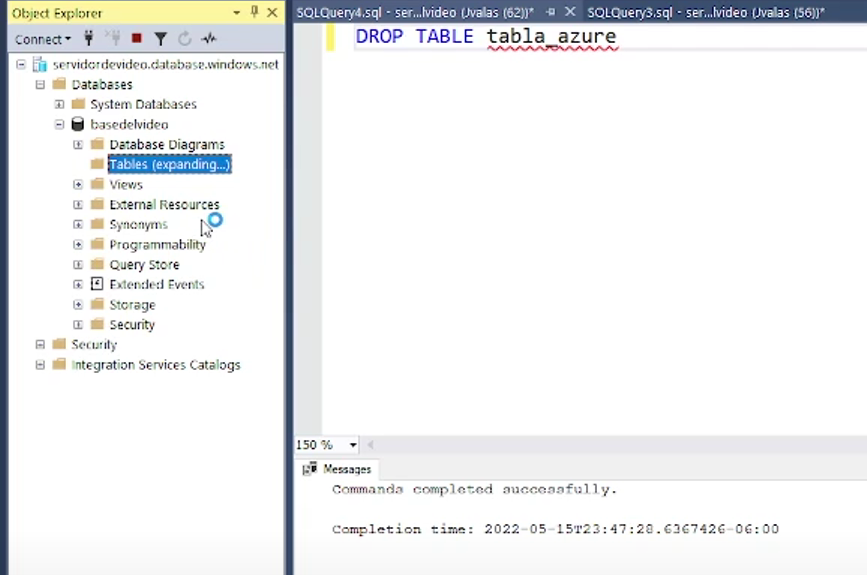 Object Explorer
Connect
servidordevideo.database.windows.net
Databases
System Databases
basedelvideo
Database Diagrams
Tables (expanding...)
Views
External Resources
Synonyms
Programmability
Query Store
Extended Events
Storage
Security
Security
Integration Services Catalogs
SQLQuery4.sql - ser...lvideo (Jvalas (62))*
SQLQuery3.sql - ser...lvideo (Jvalas (56))*
DROP TABLE tabla_azure
150 %
Messages
Commands completed successfully.
Completion time: 2022-05-15T23:47:28.6367426-06:00